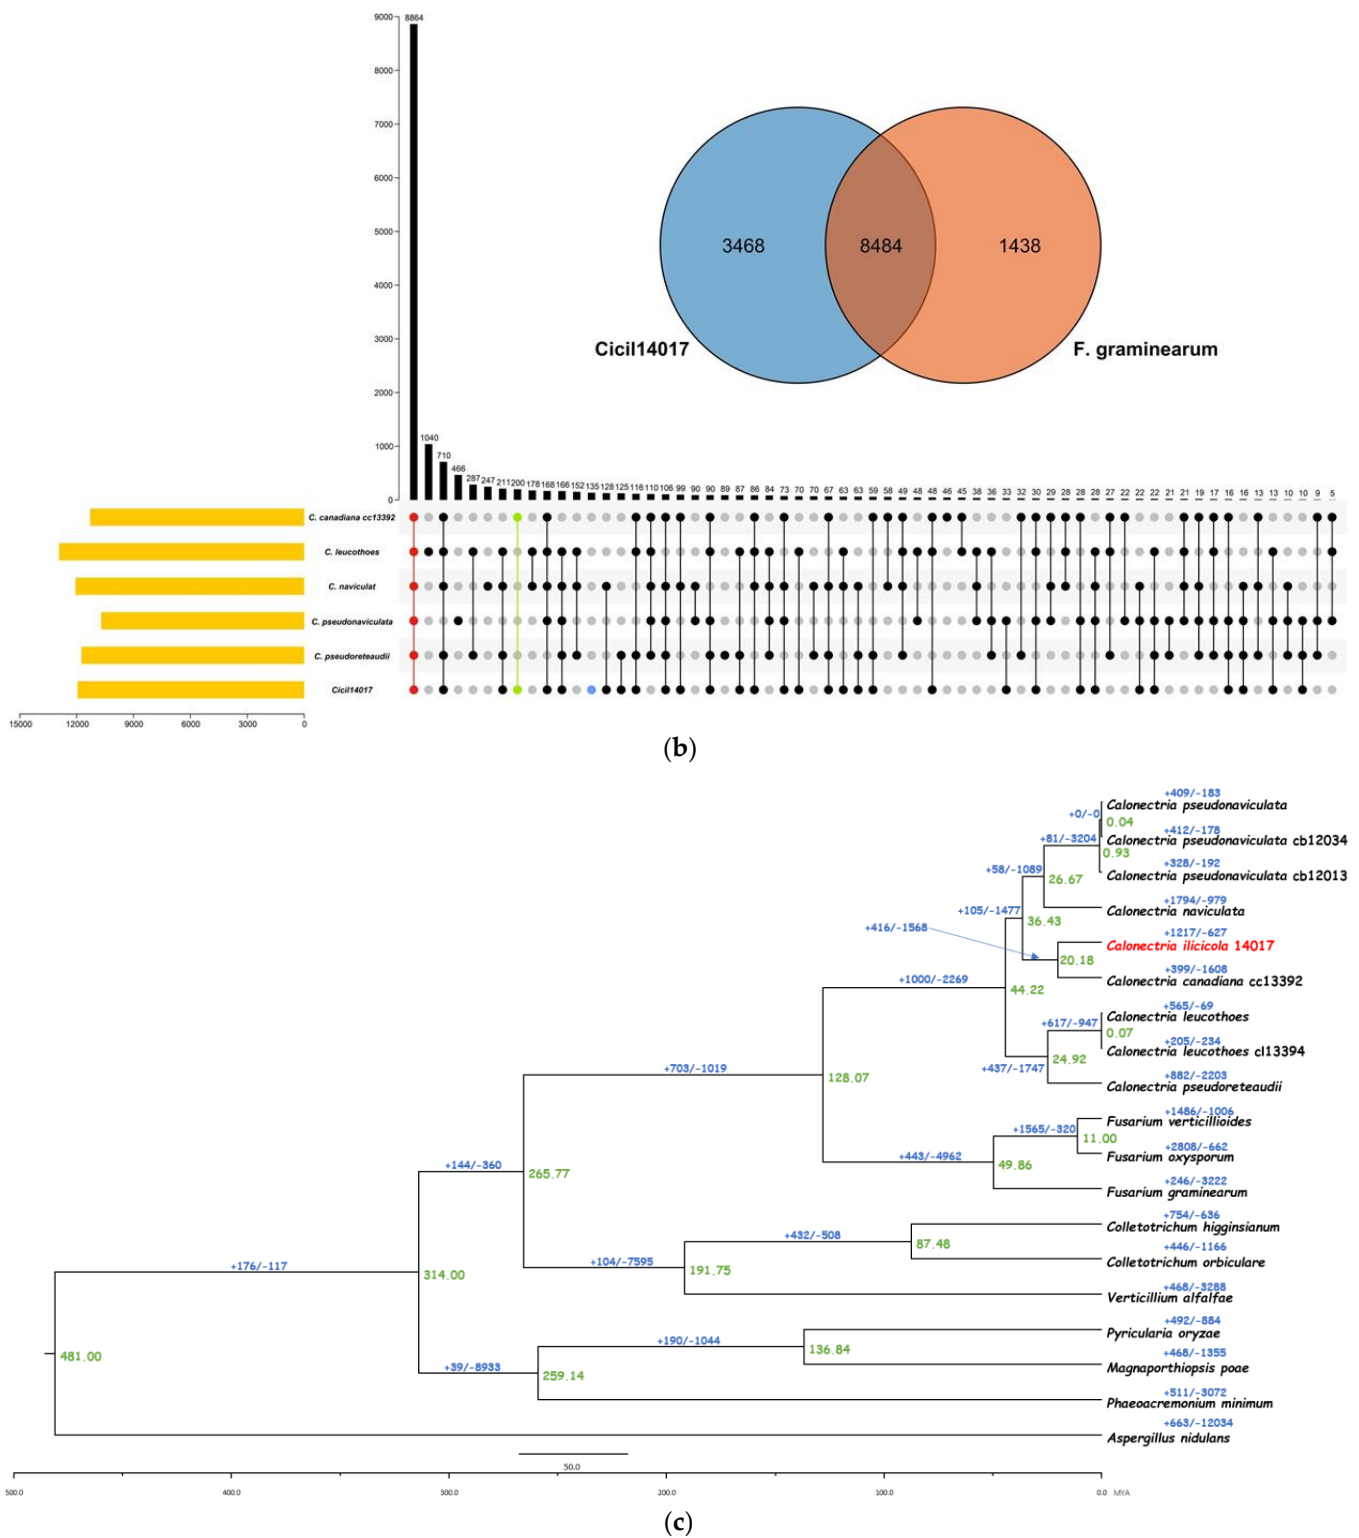 9000
8864
8000
7000
6000
5000
4000
3000
2000
1000
0
3468 8484 1438
Cicil14017 F. graminearum
1040 710 466 287 247 211 200 178 168 166 152 135 128 125 116 110 106 99 90 89 87 86 84 73 70 70 67 63 63 59 58 49 48 48 46 45 38 36 33 32 30 29 28 28 28 27 22 22 22 21 21 19 17 16 16 13 13 10 10 9 5
C. canadiana cc13392
C. leucothoes
C. naviculat
C. pseudonaviculata
C. pseudoreteaudii
Cicil14017
15000 12000 9000 6000 3000 0
(b)
+409/-183
Calonectria pseudonaviculata
+0/-0
0.04
+412/-178
Calonectria pseudonaviculata cb12034
+81/-3204
0.93
+328/-192
Calonectria pseudonaviculata cb12013
+58/-1089
26.67
+1794/-979
Calonectria naviculata
+105/-1477
36.43
+416/-1568
+1217/-627
Calonectria ilicicola 14017
20.18
+399/-1608
Calonectria canadiana cc13392
+1000/-2269
44.22
+565/-69
Calonectria leucothoes
+617/-947
0.07
+205/-234
Calonectria leucothoes cl13394
24.92
+437/-1747
+882/-2203
Calonectria pseudoreteaudii
+703/-1019
128.07
+1486/-1006
Fusarium verticillioides
+1565/-320
11.00
+2808/-662
Fusarium oxysporum
+443/-4962
49.86
+246/-3222
Fusarium graminearum
+144/-360
265.77
+754/-636
Colletotrichum higginsianum
+432/-508
87.48
+446/-1166
Colletotrichum orbiculare
+104/-7595
191.75
+468/-3288
Verticillium alfalfae
+176/-117
314.00
+492/-884
Pyricularia oryzae
+190/-1044
136.84
+468/-1355
Magnaporthiopsis poae
+39/-8933
259.14
+511/-3072
Phaeoacremonium minimum
481.00
+663/-12034
Aspergillus nidulans
50.0
500.0 400.0 300.0 200.0 100.0 0.0 MYA
(c)